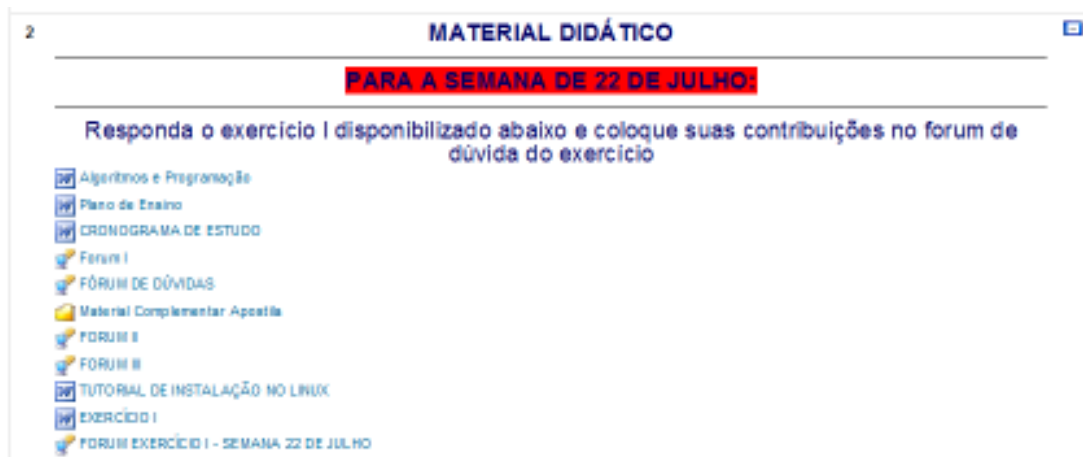 2
MATERIAL DIDÁTICO
PARA A SEMANA DE 22 DE JULHO:
Responda o exercício I disponibilizado abaixo e coloque suas contribuições no forum de
dúvida do exercício
Algoritmos e Programação
Plano de Ensino
CRONOGRAMA DE ESTUDO
Forum I
FÓRUM DE DÚVIDAS
Material Complementar Apostila
FORUM II
FORUM III
TUTORIAL DE INSTALAÇÃO NO LINUX
EXERCÍCIO I
FORUM EXERCÍCIO I - SEMANA 22 DE JULHO